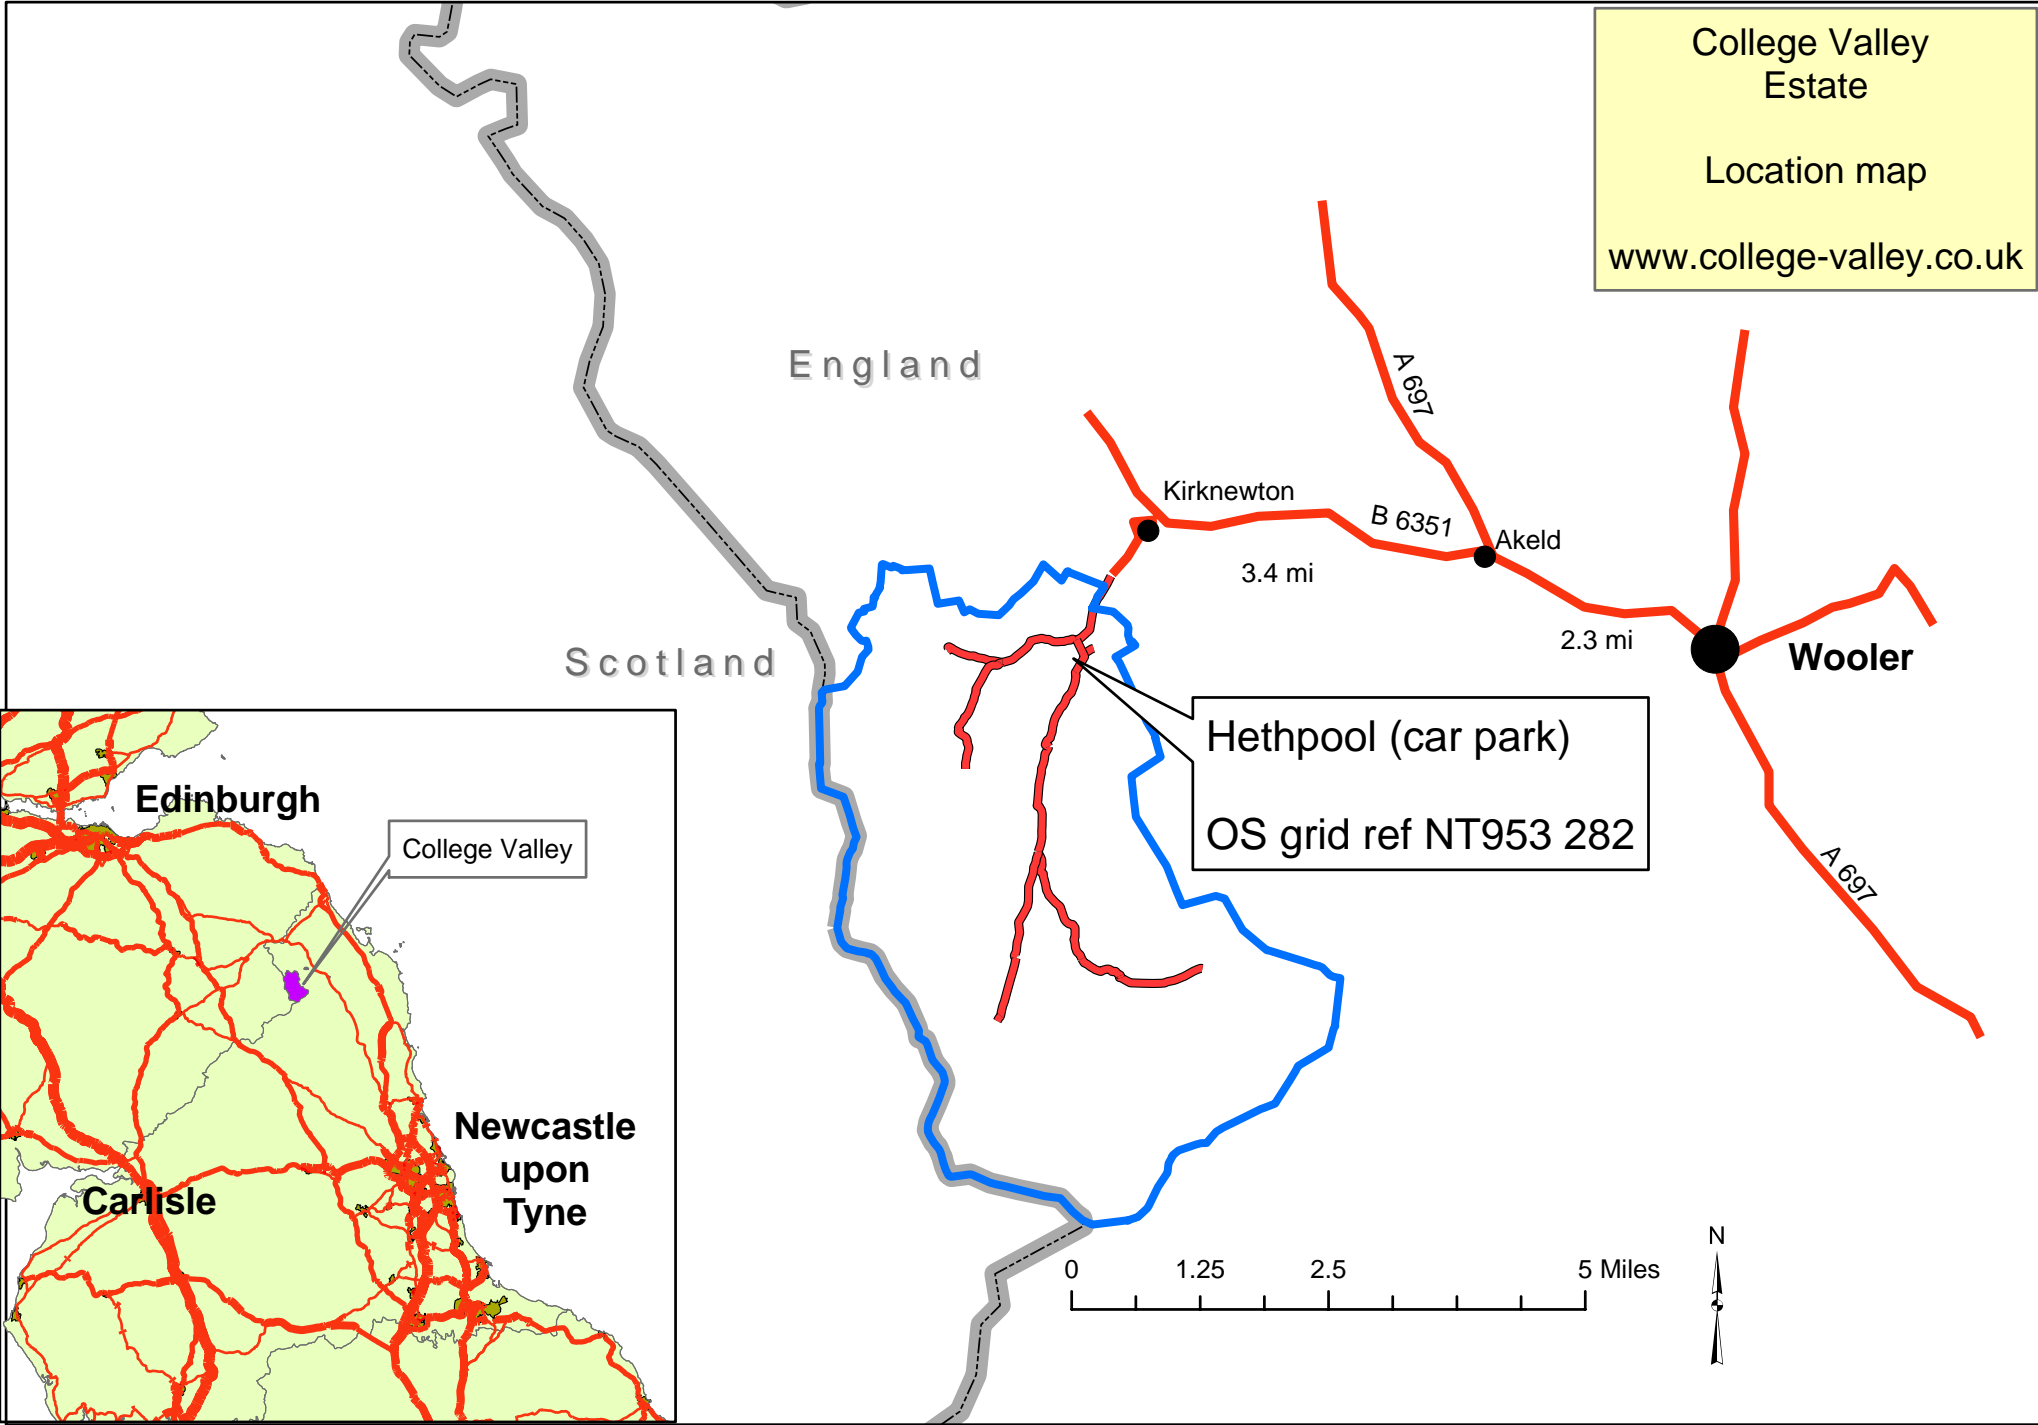 College Valley
Estate
Location map
www.college-valley.co.uk
England
A 697
Kirknewton
B 6351
Akeld
3.4 mi
2.3 mi
Wooler
Scotland
Hethpool (car park)
OS grid ref NT953 282
A 697
Edinburgh
College Valley
Newcastle
upon
Tyne
Carlisle
N
0 1.25 2.5 5 Miles